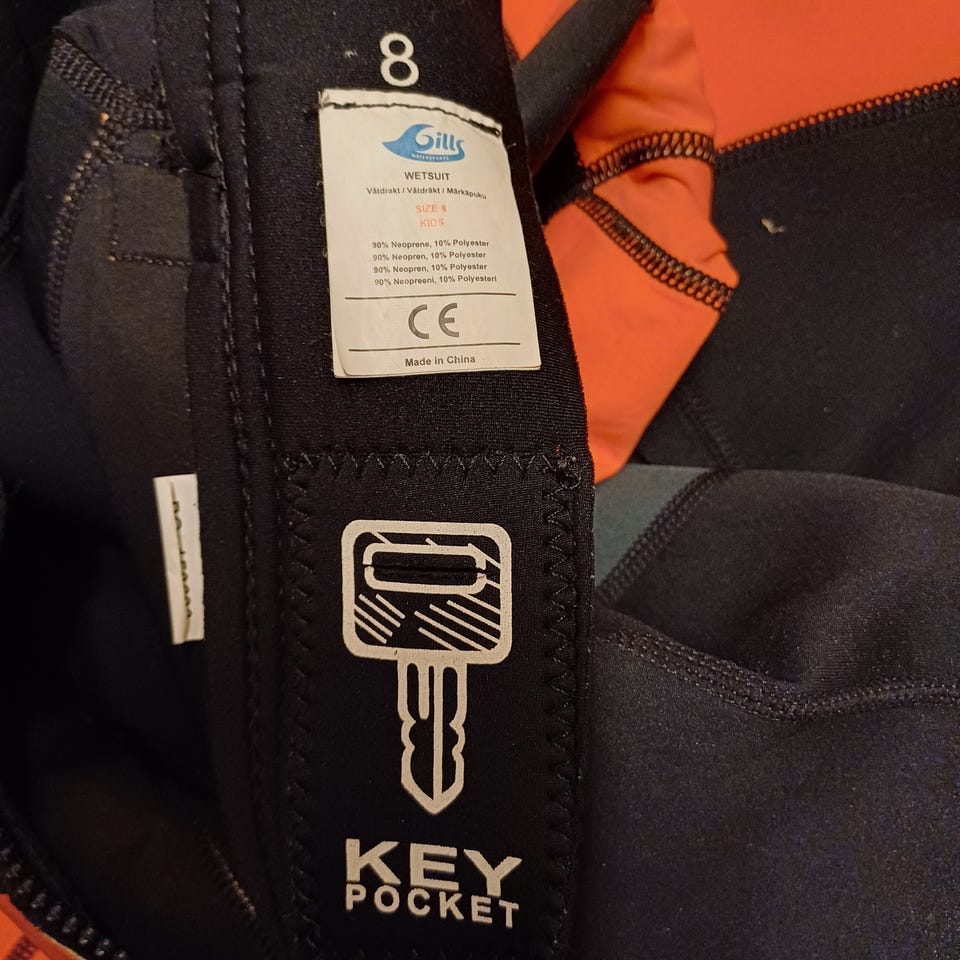 8
Gills
WATERSPORTS
WETSUIT
Våtdrakt / Våtdräkt / Märkäpuku
SIZE 8
KIDS
90% Neoprene, 10% Polyester
90% Neopren, 10% Polyester
90% Neopren, 10% Polyester
90% Neopreeni, 10% Polyesteri
CE
Made in China
KEY
POCKET